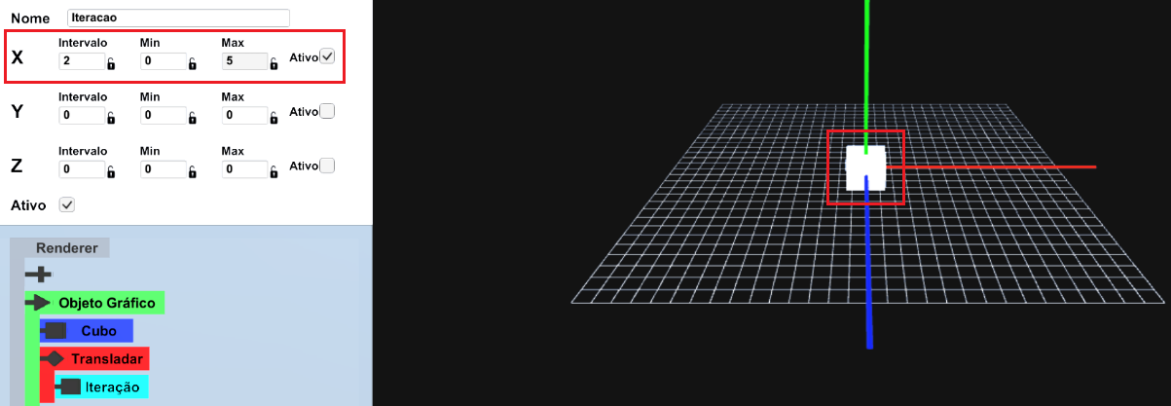 Nome Iteracao
Intervalo Min Max
X 2 0 5 Ativo
Intervalo Min Max
Y 0 0 0 Ativo
Intervalo Min Max
Z 0 0 0 Ativo
Ativo
Renderer
Objeto Gráfico
Cubo
Transladar
Iteração